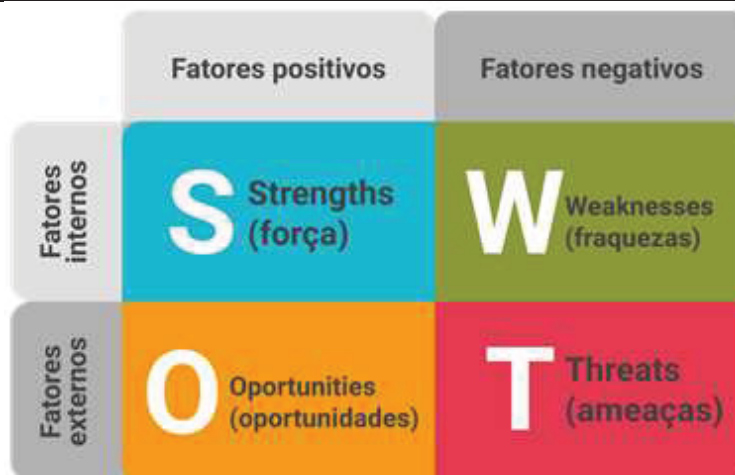 Fatores positivos
Fatores negativos
Fatores
internos
S
Strengths
(força)
W
Weaknesses
(fraquezas)
Fatores
externos
O
Oportunities
(oportunidades)
T
Threats
(ameaças)